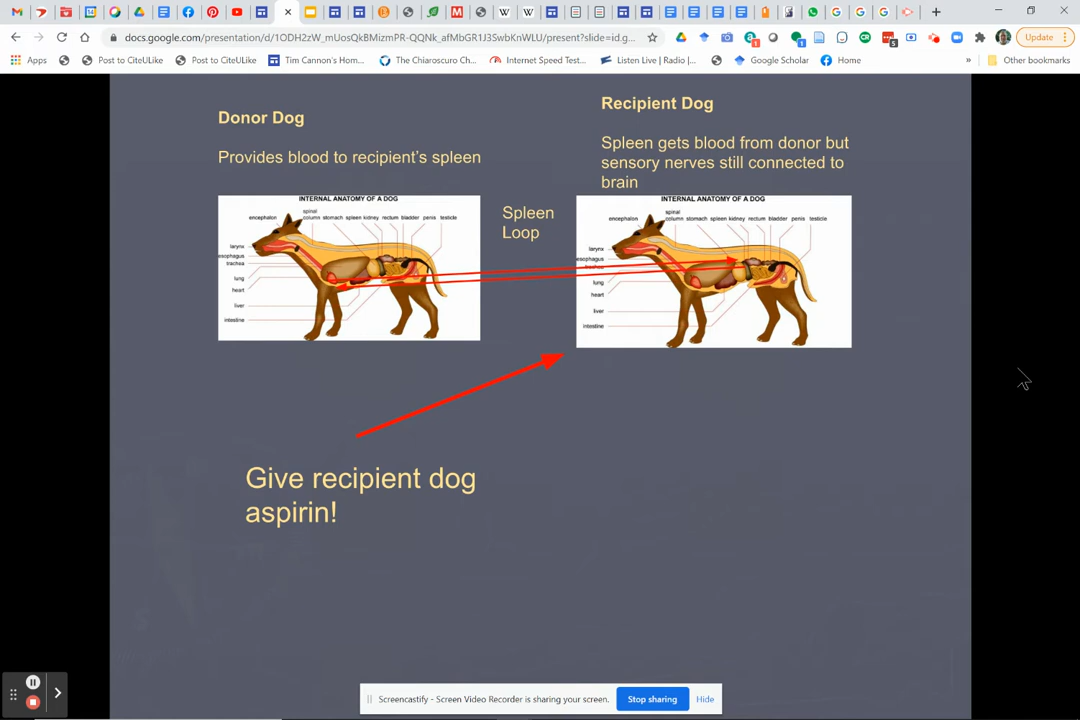 docs.google.com/presentation/d/1ODH2zW_mUosQkBMizmPR-QQNk_afMbGR1J3SwbKnWLU/present?slide=id.g...
Update
Apps
Post to CiteULike
Post to CiteULike
Tim Cannon's Hom...
The Chiaroscuro Ch...
Internet Speed Test...
Listen Live | Radio |...
Google Scholar
Home
»
Other bookmarks
Donor Dog
Provides blood to recipient's spleen
Recipient Dog
Spleen gets blood from donor but
sensory nerves still connected to
brain
INTERNAL ANATOMY OF A DOG
spinal
encephalon column stomach spleen kidney rectum bladder penis testicle
larynx
esophagus
trachea
lung
heart
liver
intestine
Spleen
Loop
INTERNAL ANATOMY OF A DOG
spinal
encephalon column stomach spleen kidney rectum bladder penis testicle
larynx
esophagus
trachea
lung
heart
liver
intestine
Give recipient dog
aspirin!
Screencastify - Screen Video Recorder is sharing your screen.
Stop sharing
Hide